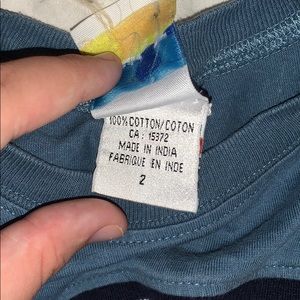 100% COTTON/COTON
CA: 15372
MADE IN INDIA
FABRIQUE EN INDE
2